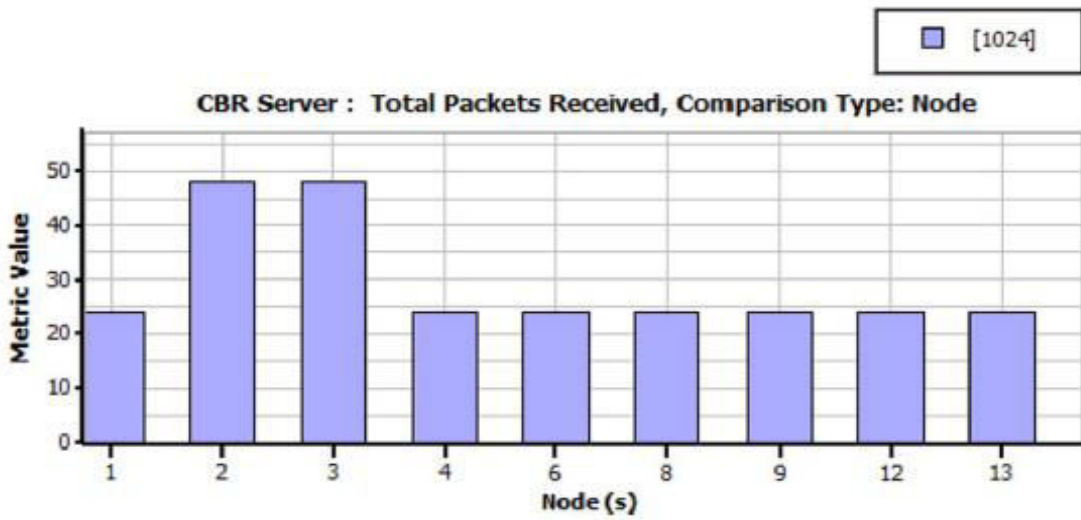 [1024]
CBR Server : Total Packets Received, Comparison Type: Node
50
40
30
20
10
0
Metric Value
1 2 3 4 6 8 9 12 13
Node (s)